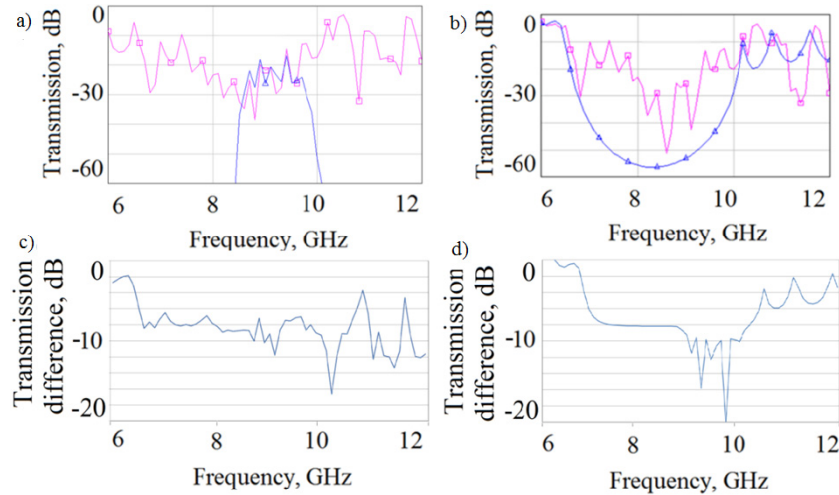 a)
Transmission, dB
0
-30
-60
6 8 10 12
Frequency, GHz
b)
Transmission, dB
0
-30
-60
6 8 10 12
Frequency, GHz
c)
Transmission
difference, dB
0
-10
-20
6 8 10 12
Frequency, GHz
d)
Transmission
difference, dB
0
-10
-20
6 8 10 12
Frequency, GHz